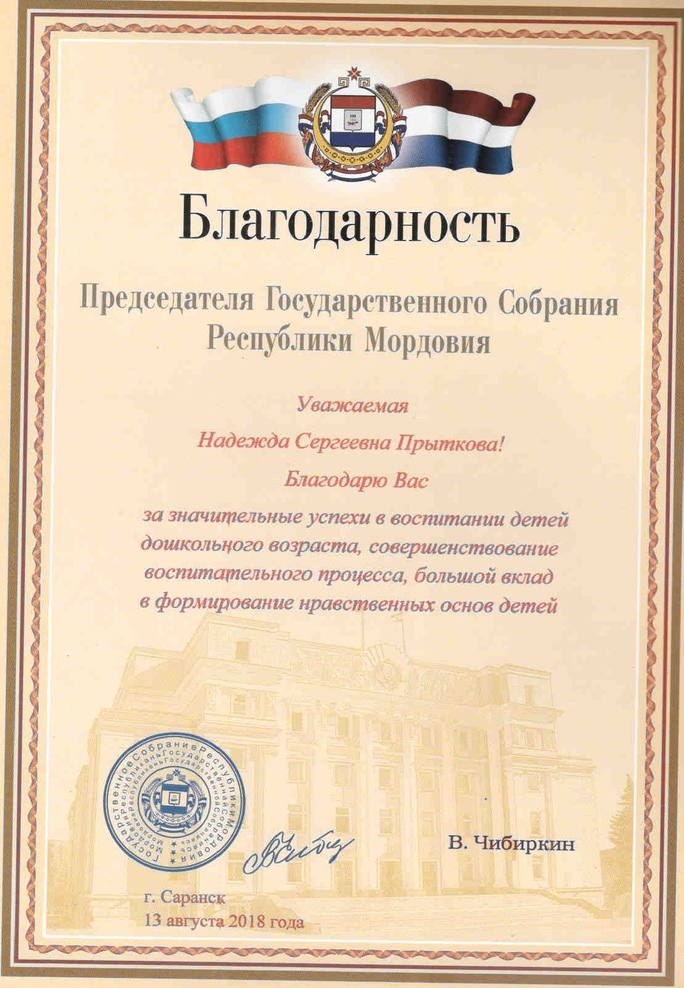 Благодарность
Председателя Государственного Собрания
Республики Мордовия
Уважаемая
Надежда Сергеевна Прыткова!
Благодарю Вас
за значительные успехи в воспитании детей
дошкольного возраста, совершенствование
воспитательного процесса, большой вклад
в формирование нравственных основ детей
Государственное Собрание Республики Мордовия
В. Чибиркин
г. Саранск
13 августа 2018 года